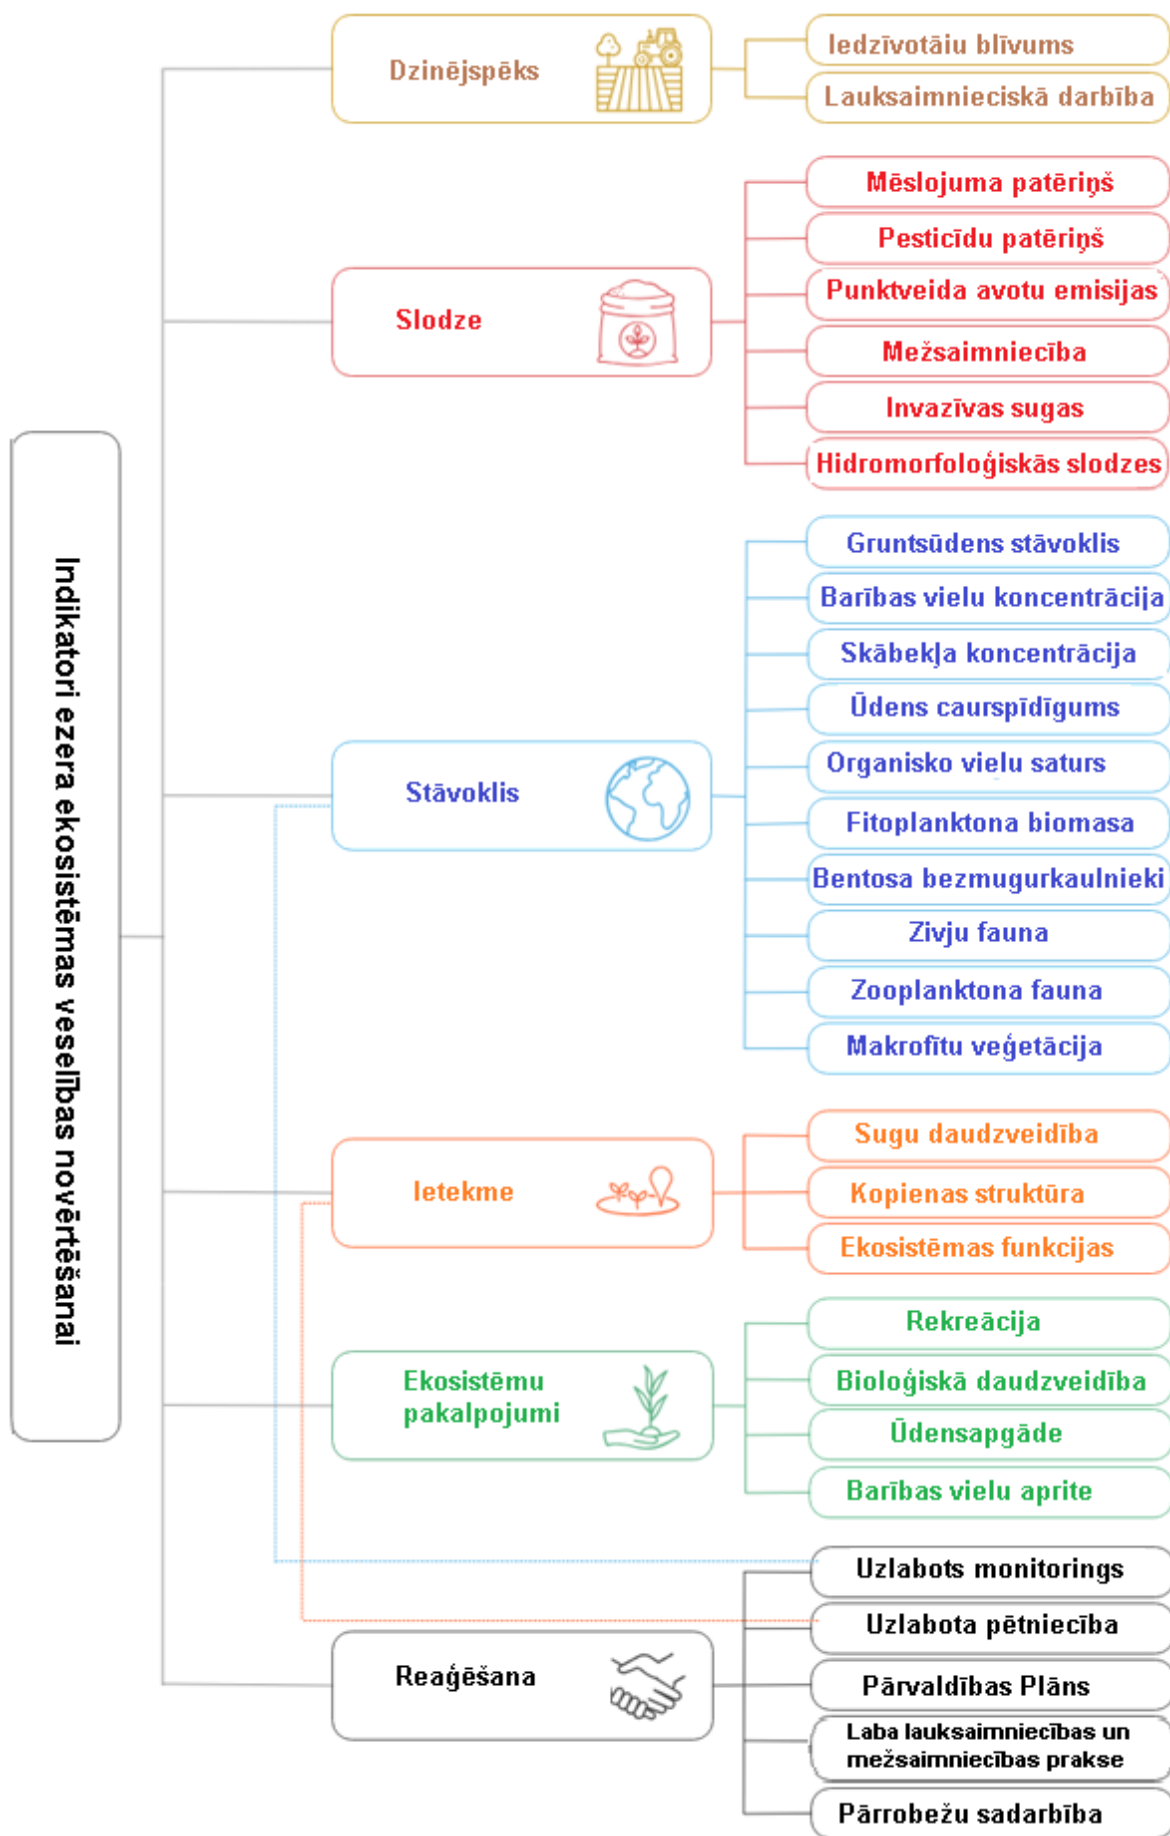 Indikatori ezera ekosistēmas veselības novērtēšanai
Dzinējspēks
Iedzīvotāiu blīvums
Lauksaimnieciskā darbība
Slodze
Mēslojuma patēriņš
Pesticīdu patēriņš
Punktveida avotu emisijas
Mežsaimniecība
Invazīvas sugas
Hidromorfoloģiskās slodzes
Stāvoklis
Gruntsūdens stāvoklis
Barības vielu koncentrācija
Skābekļa koncentrācija
Ūdens caurspīdīgums
Organisko vielu saturs
Fitoplanktona biomasa
Bentosa bezmugurkaulnieki
Zivju fauna
Zooplanktona fauna
Makrofītu veģetācija
Ietekme
Sugu daudzveidība
Kopienas struktūra
Ekosistēmas funkcijas
Ekosistēmu
pakalpojumi
Rekreācija
Bioloģiskā daudzveidība
Ūdensapgāde
Barības vielu aprite
Reaģēšana
Uzlabots monitorings
Uzlabota pētniecība
Pārvaldības Plāns
Laba lauksaimniecības un
mežsaimniecības prakse
Pārrobežu sadarbība